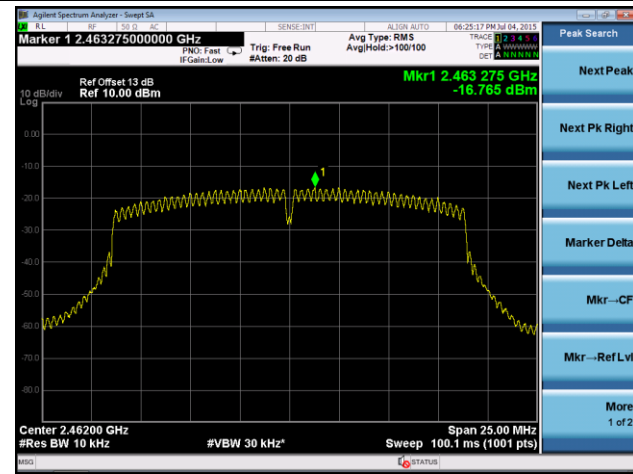 Agilent Spectrum Analyzer - Swept SA
RL RF 50 Ω AC SENSE:INT ALIGN AUTO 06:25:17 PM Jul 04, 2015
Marker 1 2.463275000000 GHz
PNO: Fast
IFGain:Low
Trig: Free Run
#Atten: 20 dB
Avg Type: RMS
Avg|Hold:>100/100
TRACE 1 2 3 4 5 6
TYPE A WWWWW
DET A NNNNN
Peak Search
Mkr1 2.463 275 GHz
-16.765 dBm
Ref Offset 13 dB
10 dB/div Ref 10.00 dBm
Log
0.00
-10.0
-20.0
-30.0
-40.0
-50.0
-60.0
-70.0
-80.0
1
Next Peak
Next Pk Right
Next Pk Left
Marker Delta
Mkr→CF
Mkr→Ref Lvl
More
1 of 2
Center 2.46200 GHz Span 25.00 MHz
#Res BW 10 kHz #VBW 30 kHz* Sweep 100.1 ms (1001 pts)
MSG STATUS